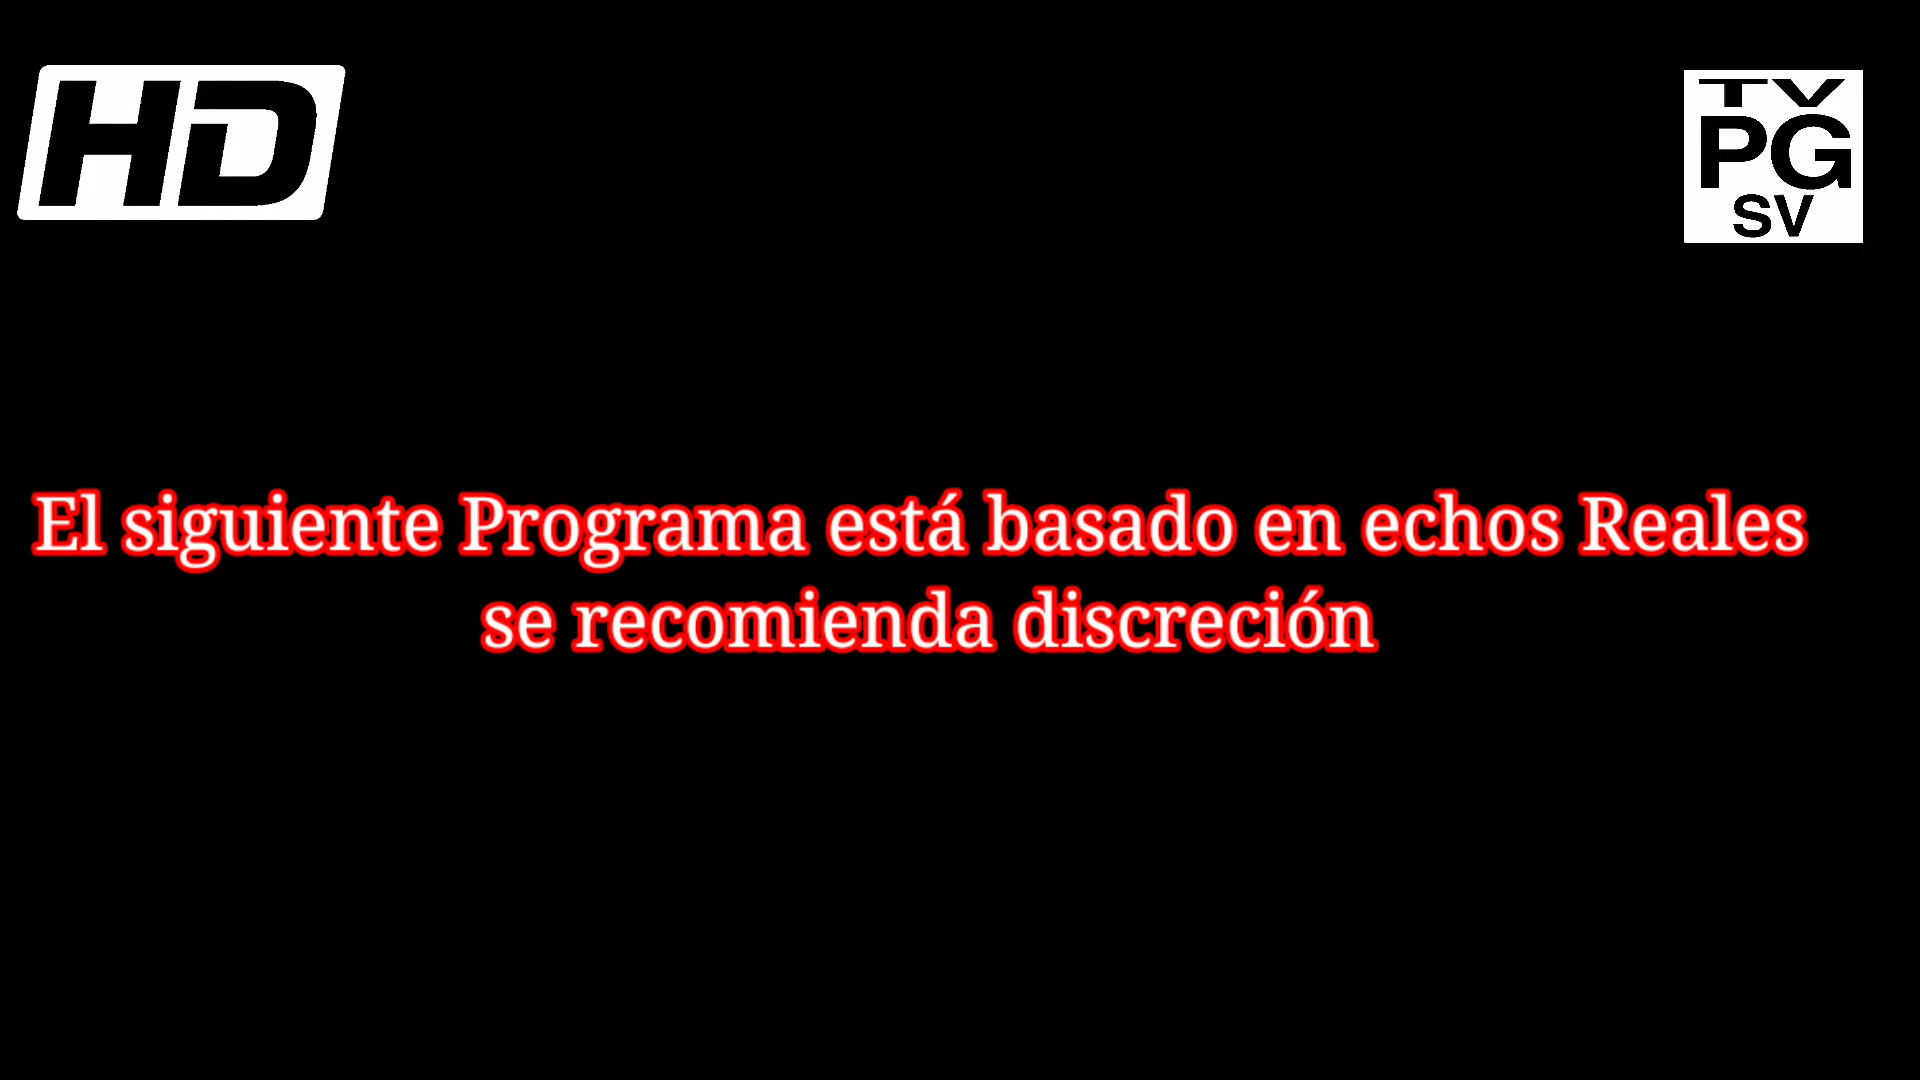 HD
TV
PG
SV
El siguiente Programa está basado en echos Reales
se recomienda discreción